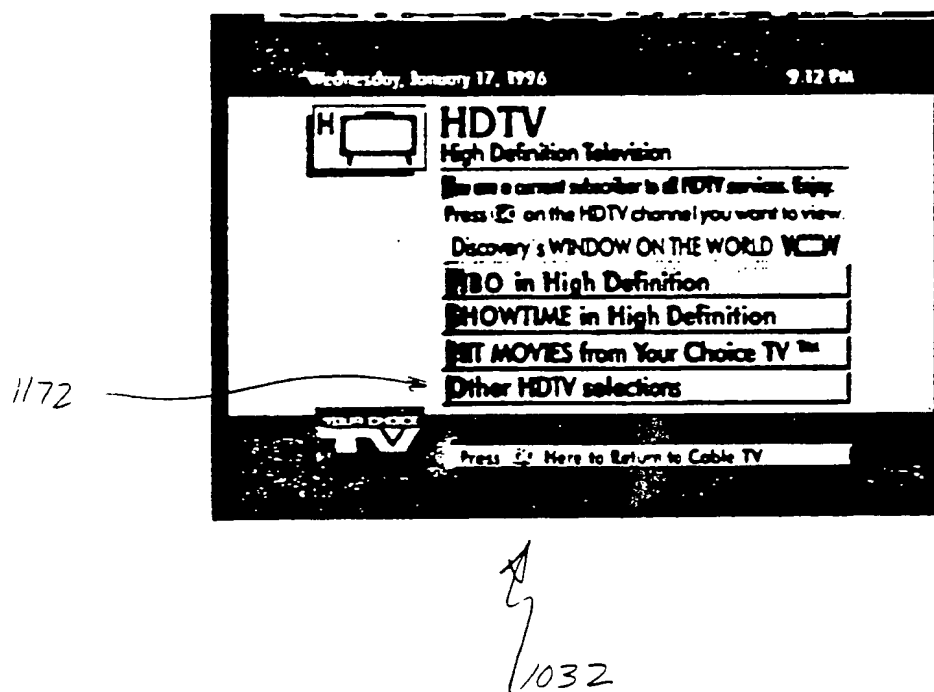 Wednesday, January 17, 1996 9:12 PM
H
HDTV
High Definition Television
You are a current subscriber to all HDTV services. Enjoy.
Press on the HDTV channel you want to view.
Discovery's WINDOW ON THE WORLD WOW
HBO in High Definition
SHOWTIME in High Definition
HIT MOVIES from Your Choice TV ™
Other HDTV selections
1172
YOUR CHOICE
TV
Press Here to Return to Cable TV
1032